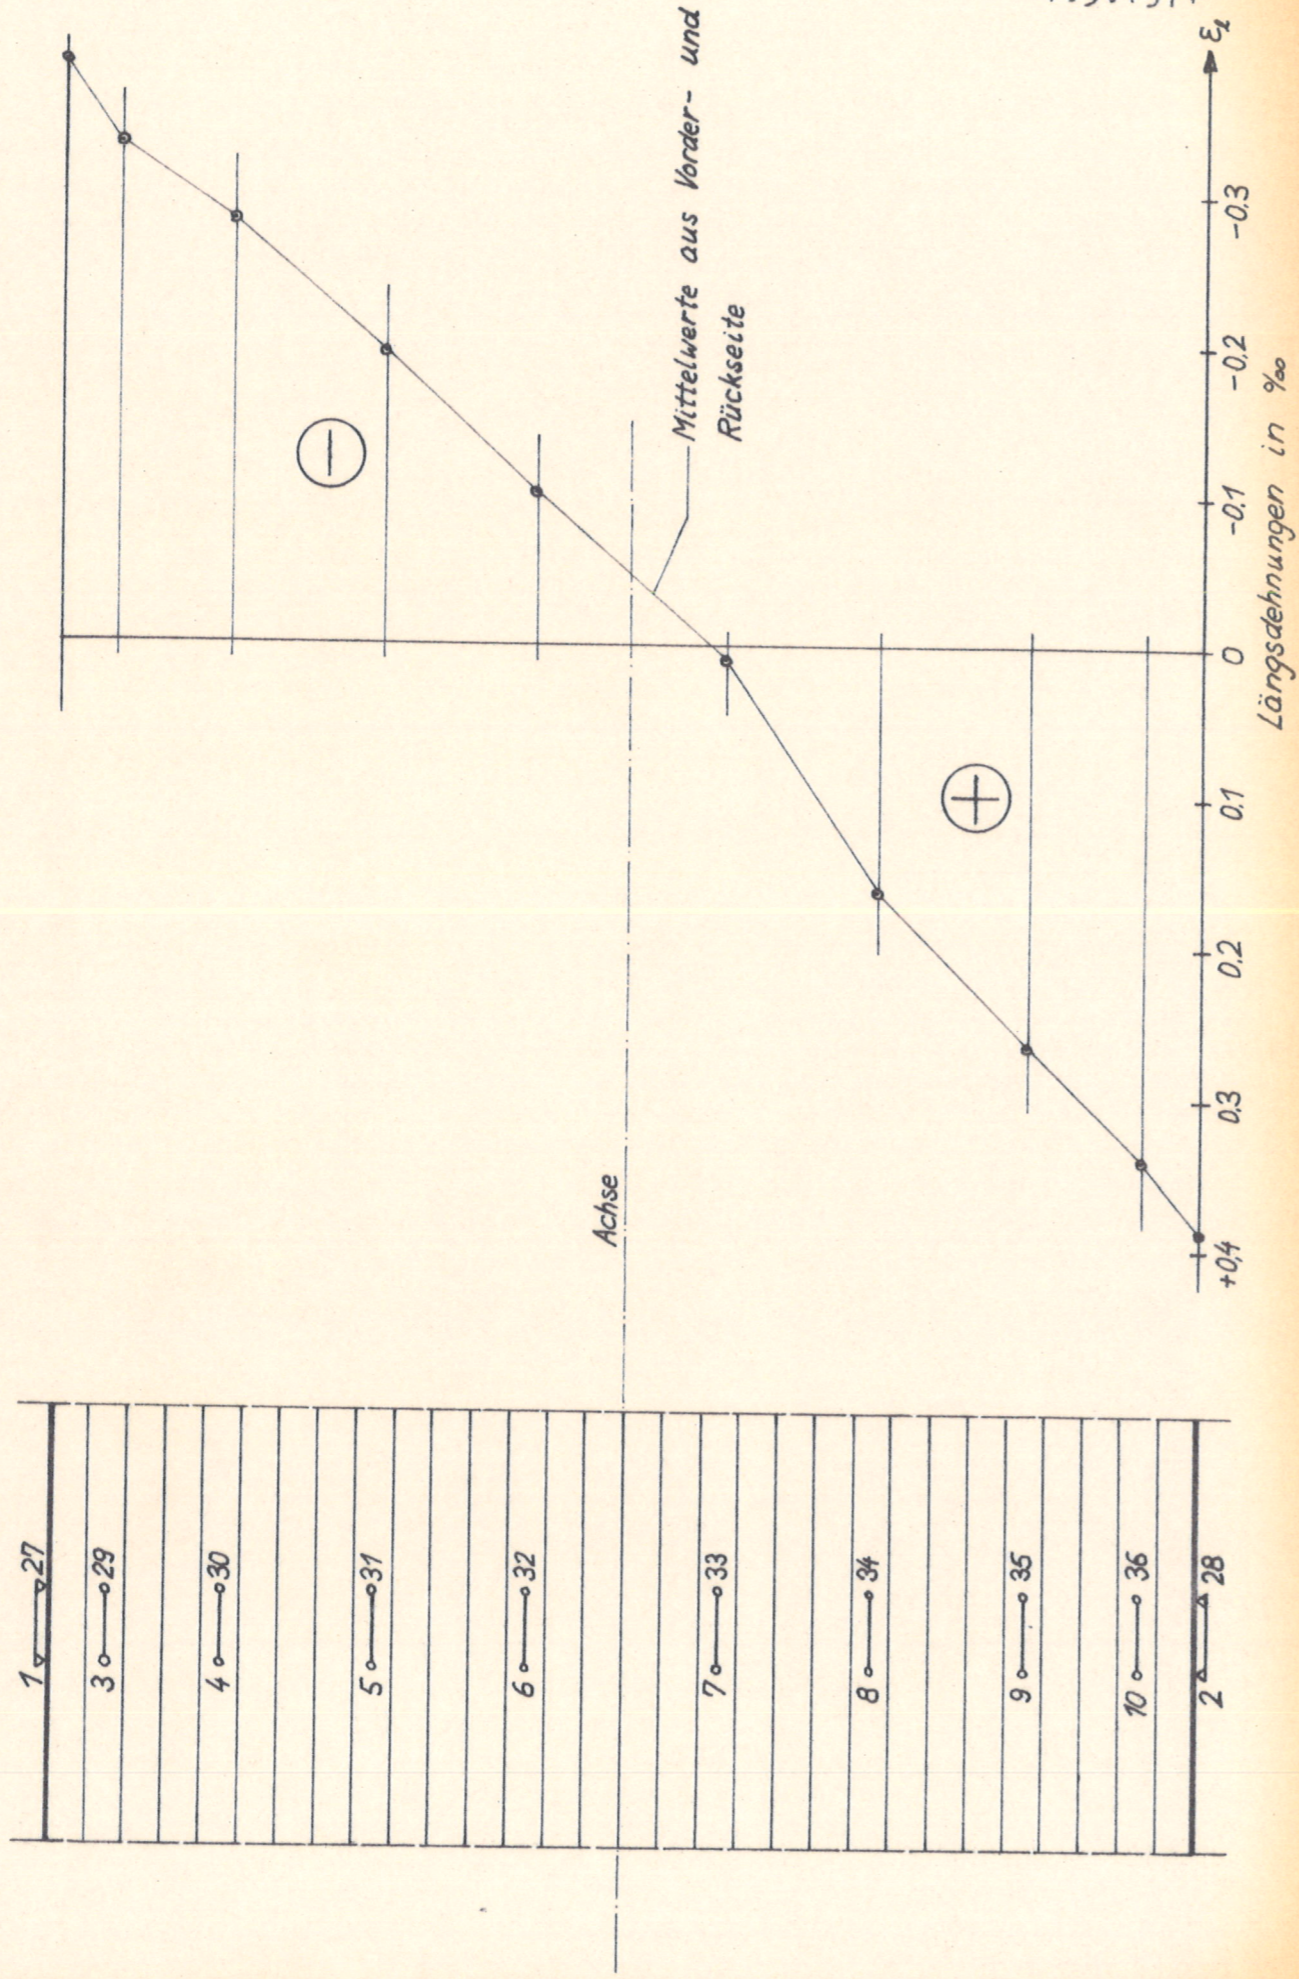 1 27
3 29
4 30
5 31
6 32
7 33
8 34
9 35
10 36
2 28
Achse
Mittelwerte aus Vorder- und
Rückseite
−
+
+0,4 0,3 0,2 0,1 0 -0,1 -0,2 -0,3 εℓ
Längsdehnungen in ‰